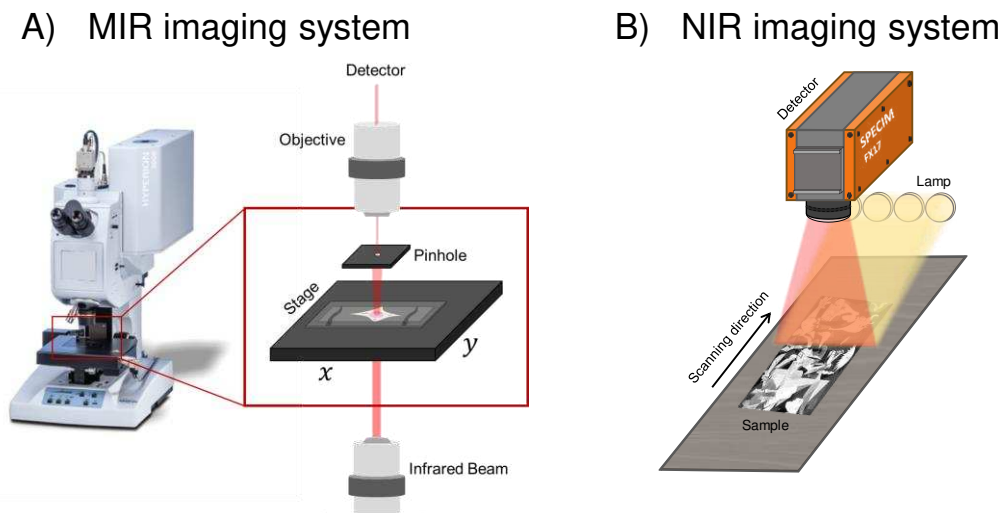 A) MIR imaging system
B) NIR imaging system
Detector
Objective
HYPERION
Pinhole
Stage
x
y
Infrared Beam
Detector
SPECIM
FX17
Lamp
Scanning direction
Sample